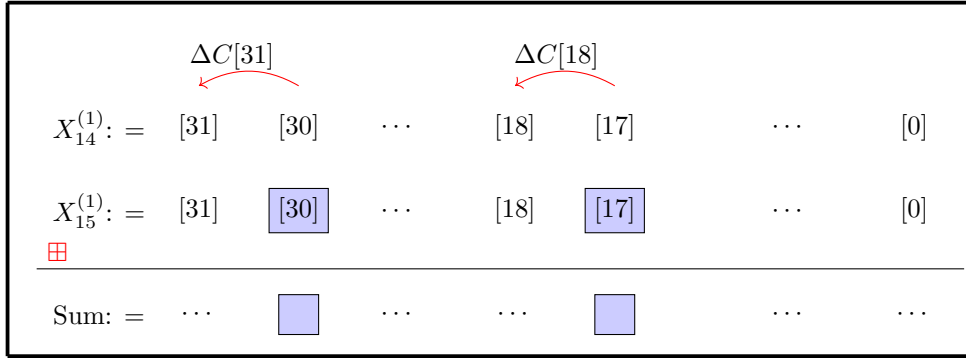 ΔC[31] ΔC[18]
X_{14}^{(1)}: = [31] [30] ⋯ [18] [17] ⋯ [0]
X_{15}^{(1)}: = [31] [30] ⋯ [18] [17] ⋯ [0]
⊞
Sum: = ⋯ ⋯ ⋯ ⋯ ⋯